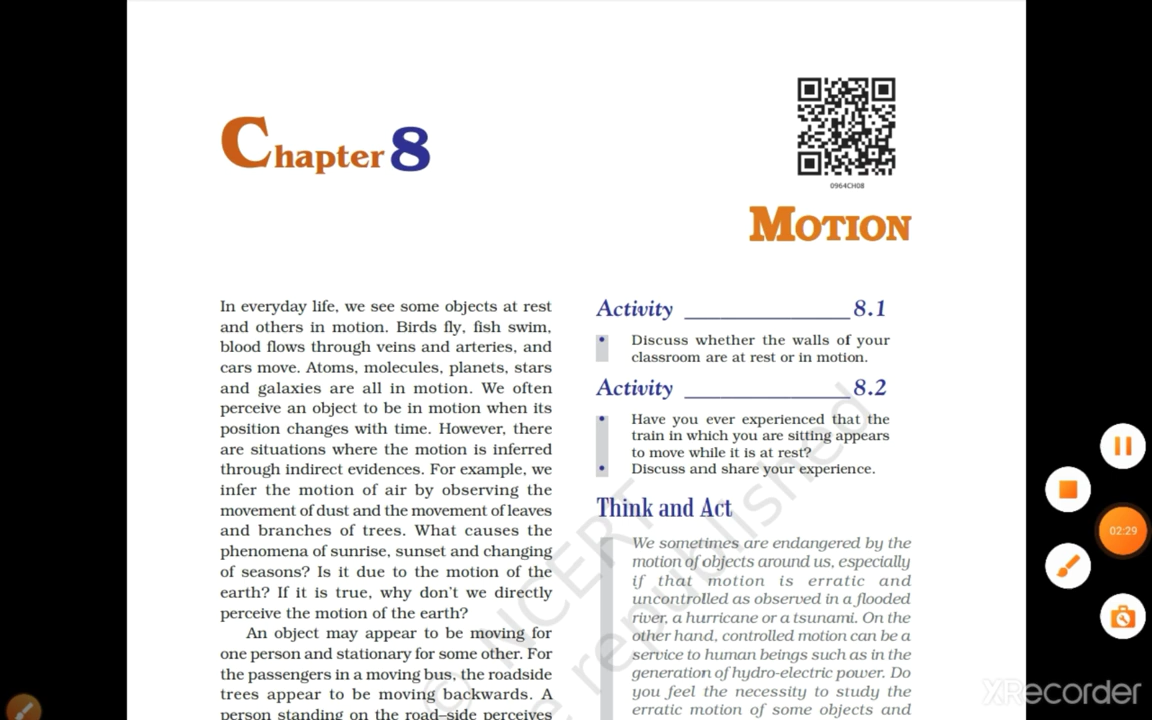 Chapter 8
0964CH08
MOTION
In everyday life, we see some objects at rest
and others in motion. Birds fly, fish swim,
blood flows through veins and arteries, and
cars move. Atoms, molecules, planets, stars
and galaxies are all in motion. We often
perceive an object to be in motion when its
position changes with time. However, there
are situations where the motion is inferred
through indirect evidences. For example, we
infer the motion of air by observing the
movement of dust and the movement of leaves
and branches of trees. What causes the
phenomena of sunrise, sunset and changing
of seasons? Is it due to the motion of the
earth? If it is true, why don't we directly
perceive the motion of the earth?
An object may appear to be moving for
one person and stationary for some other. For
the passengers in a moving bus, the roadside
trees appear to be moving backwards. A
person standing on the road–side perceives
Activity ______________ 8.1
• Discuss whether the walls of your
classroom are at rest or in motion.
Activity ______________ 8.2
• Have you ever experienced that the
train in which you are sitting appears
to move while it is at rest?
• Discuss and share your experience.
Think and Act
We sometimes are endangered by the
motion of objects around us, especially
if that motion is erratic and
uncontrolled as observed in a flooded
river, a hurricane or a tsunami. On the
other hand, controlled motion can be a
service to human beings such as in the
generation of hydro-electric power. Do
you feel the necessity to study the
erratic motion of some objects and
© NCERT
republished
02:29
XRecorder